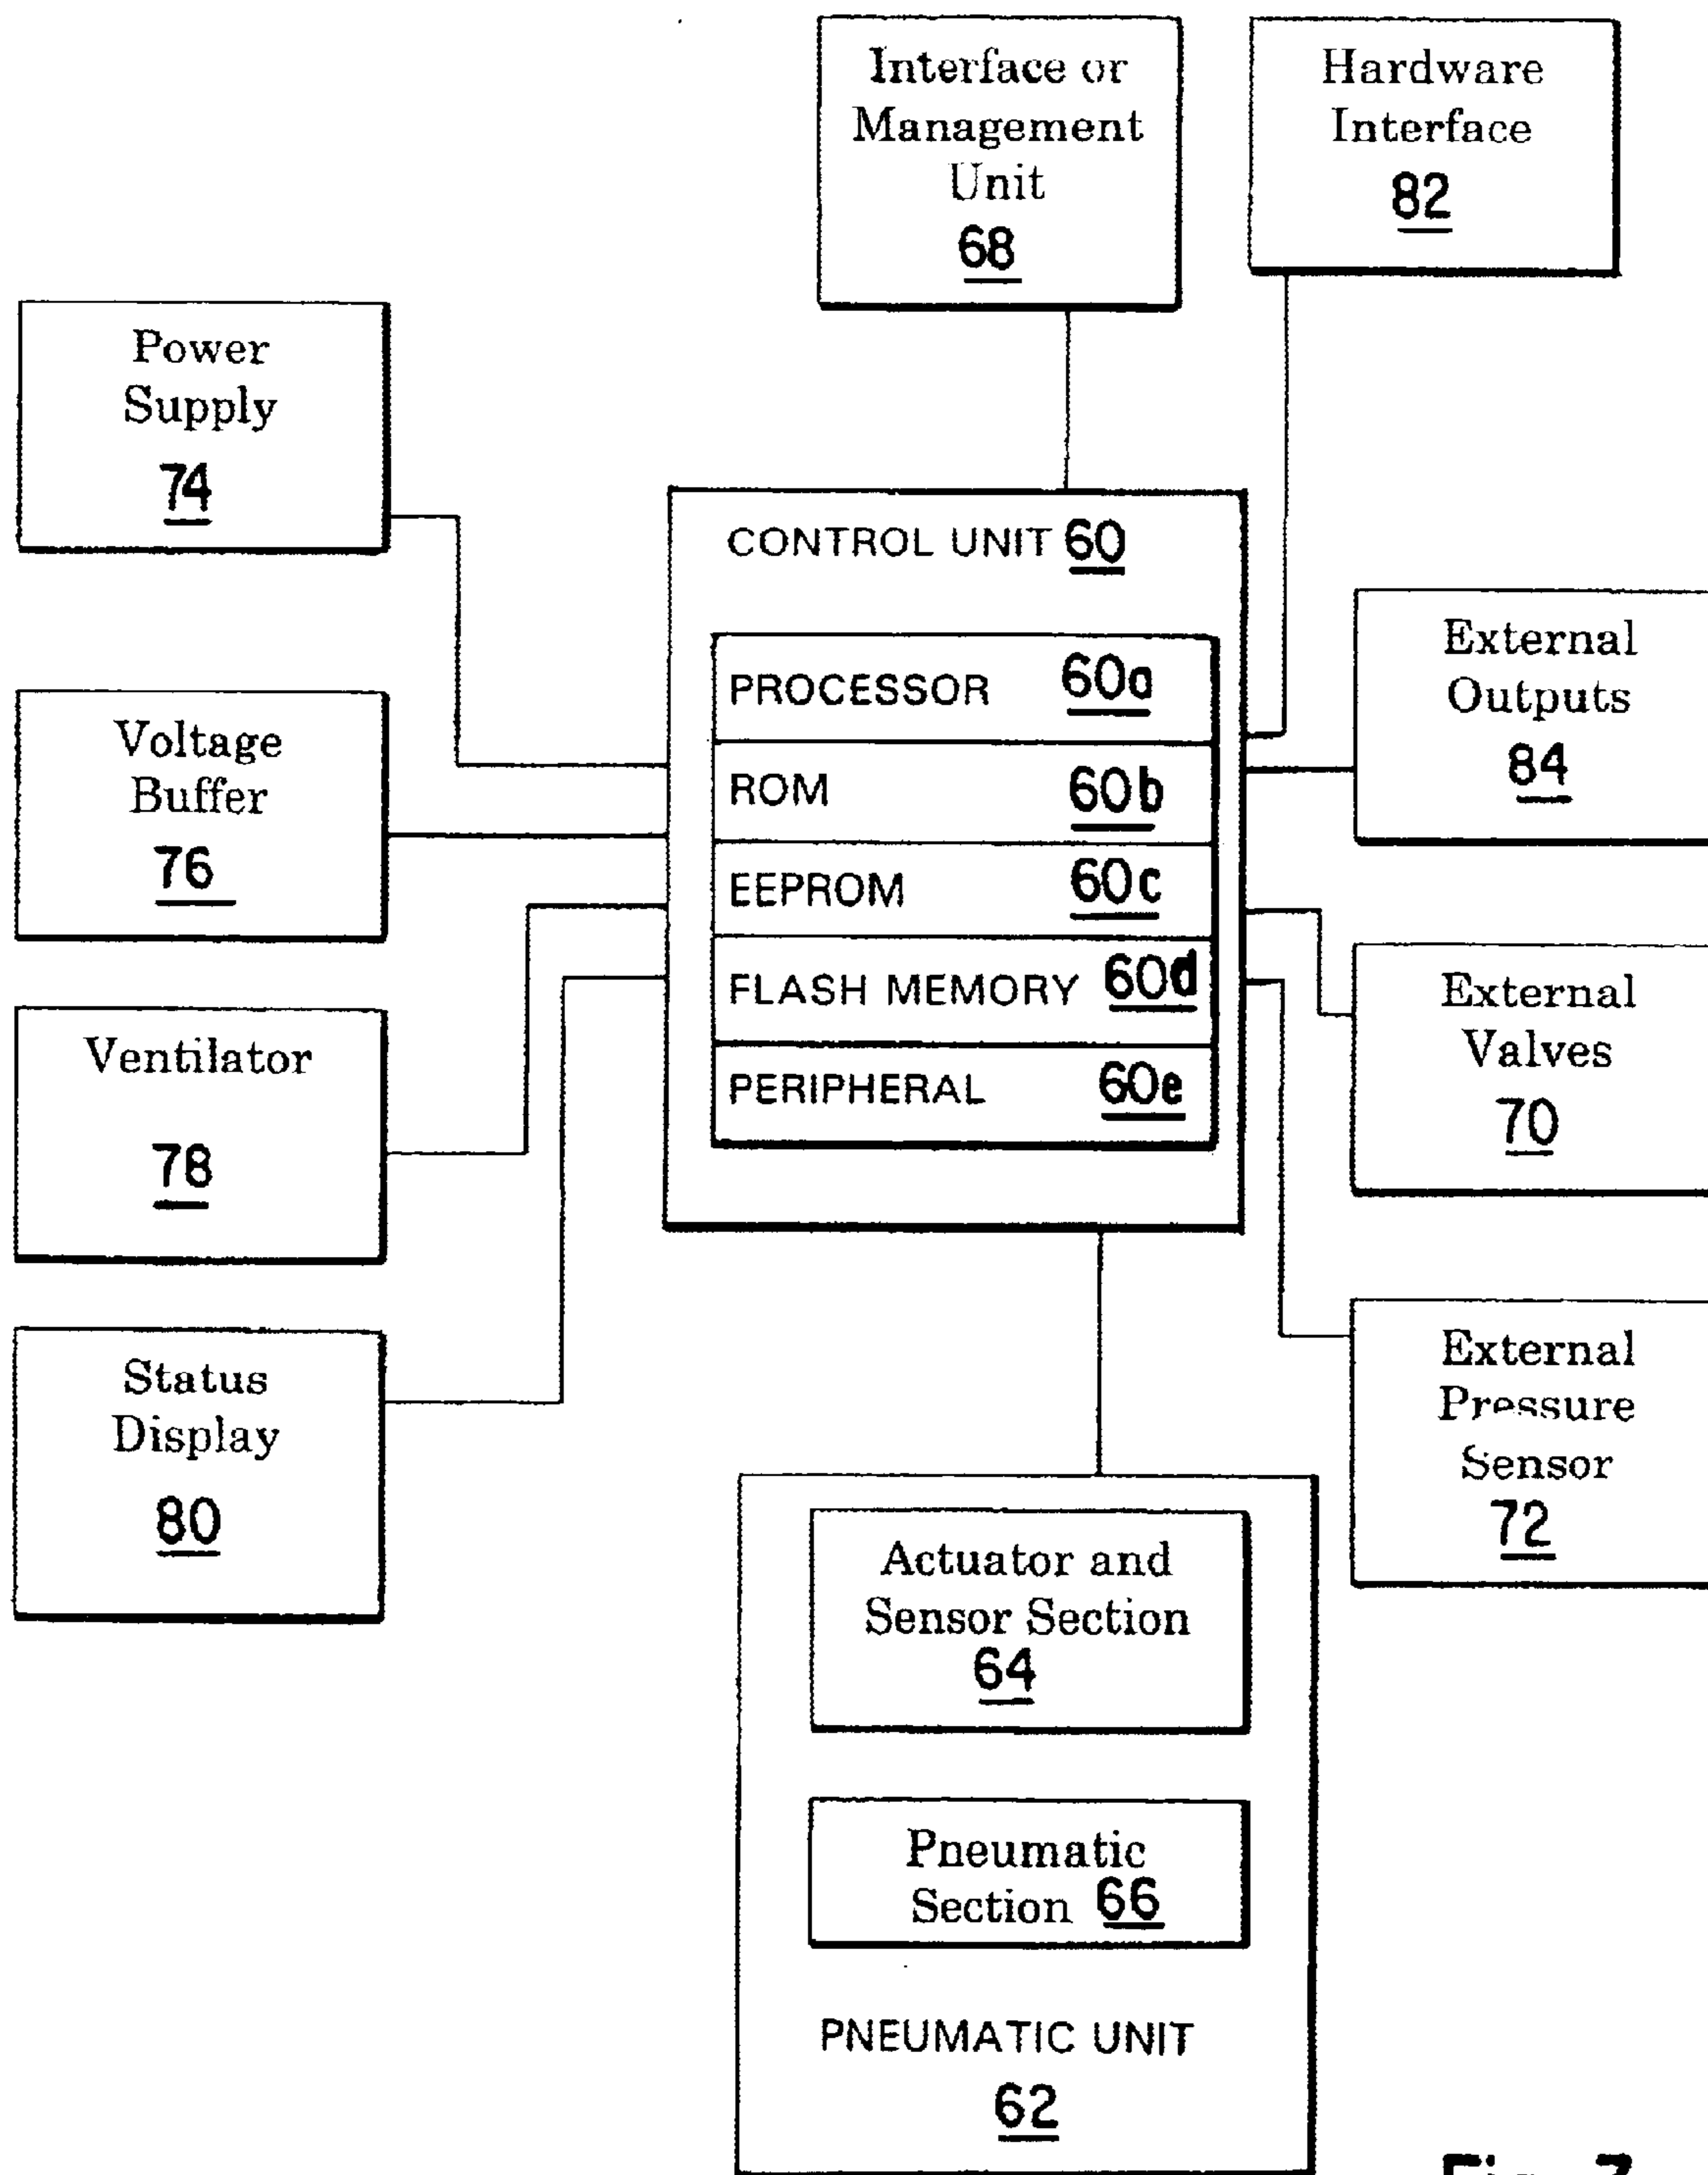 Interface or
Management
Unit
68
Hardware
Interface
82
Power
Supply
74
CONTROL UNIT 60
PROCESSOR 60a
ROM 60b
EEPROM 60c
FLASH MEMORY 60d
PERIPHERAL 60e
External
Outputs
84
Voltage
Buffer
76
External
Valves
70
Ventilator
78
External
Pressure
Sensor
72
Status
Display
80
Actuator and
Sensor Section
64
Pneumatic
Section 66
PNEUMATIC UNIT
62